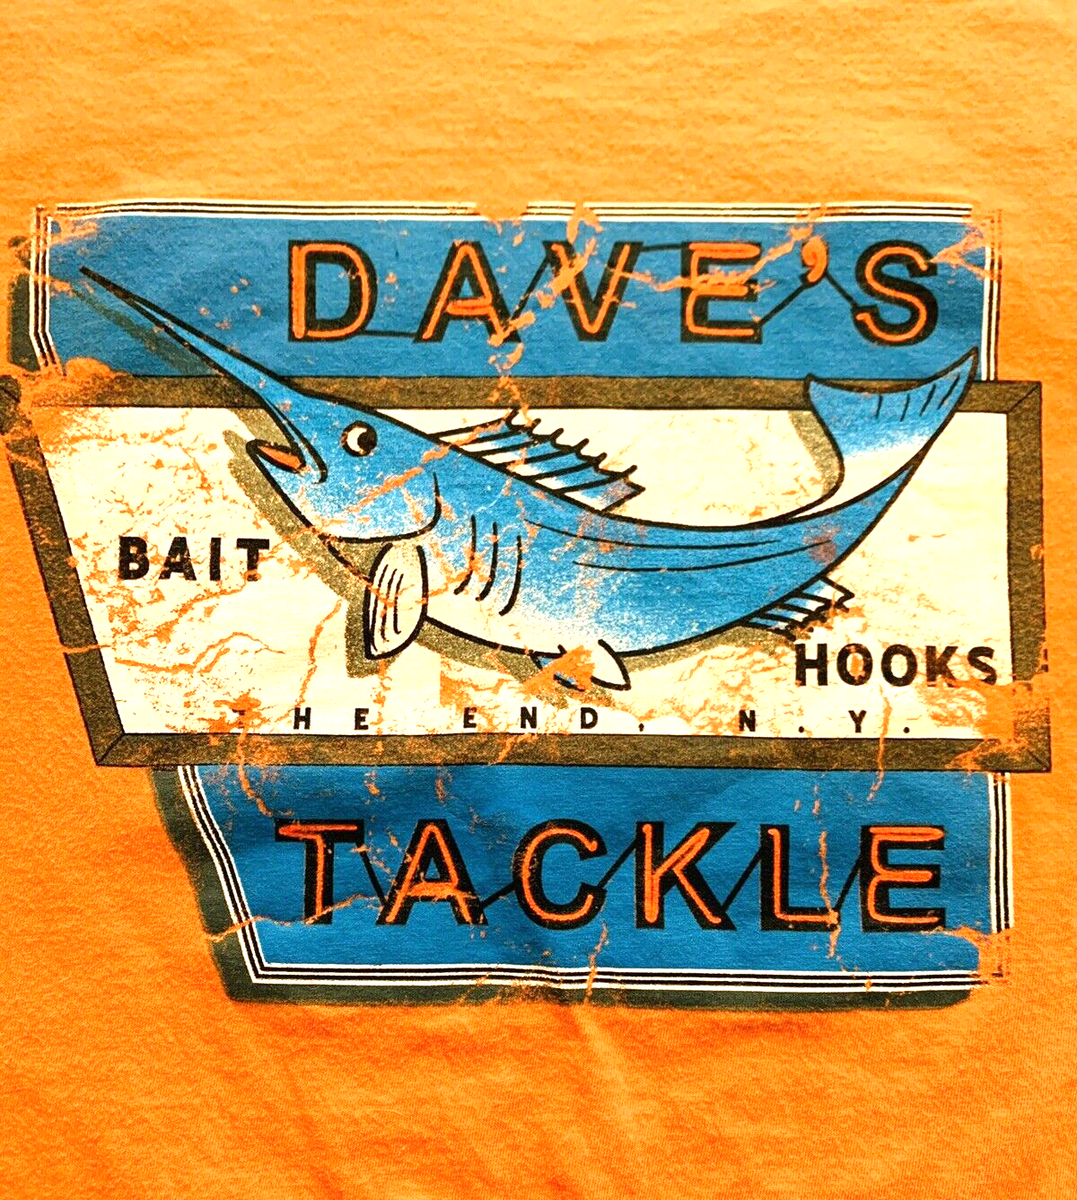 DAVE'S
BAIT
HOOKS
THE END, N.Y.
TACKLE